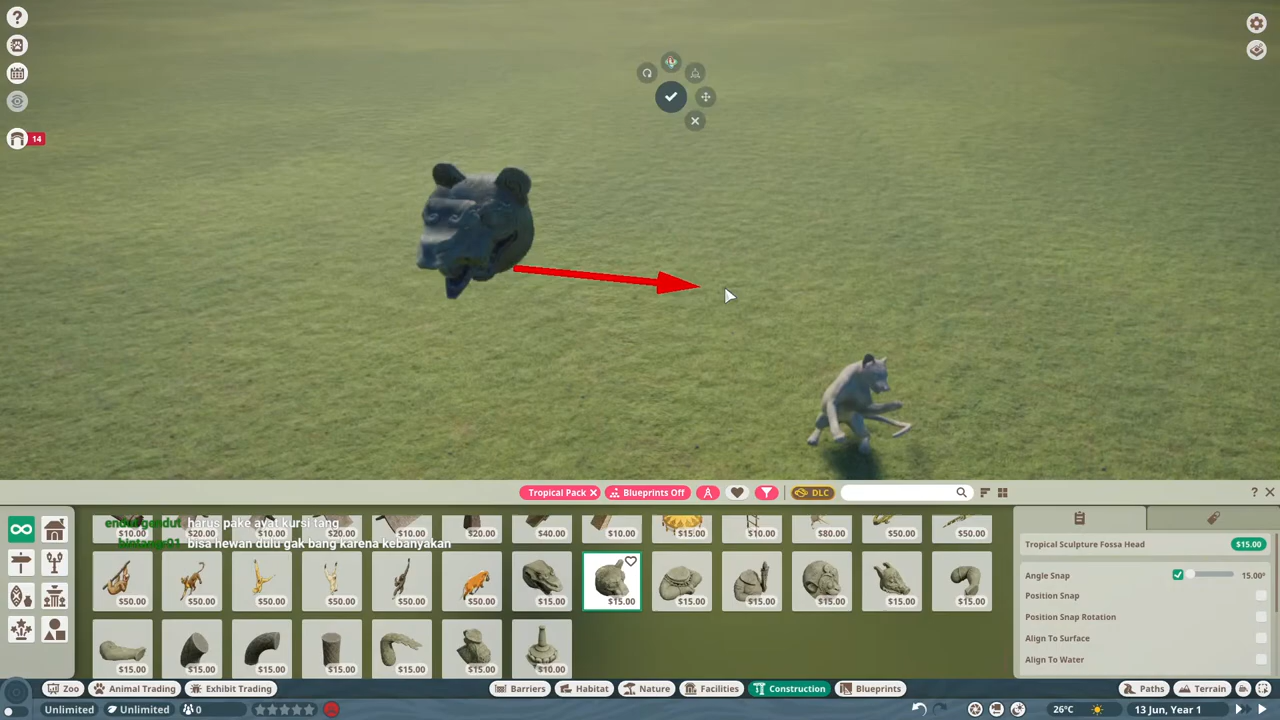 ?
14
Tropical Pack ✕ Blueprints Off DLC
? ✕
endut gendut harus pake ayat kursi tang
bintange01 bisa hewan dulu gak bang karena kebanyakan
$10.00 $20.00 $20.00 $40.00 $10.00 $15.00 $10.00 $80.00 $50.00
$50.00 $50.00 $50.00 $50.00 $50.00 $50.00 $15.00 $15.00 $15.00 $15.00 $15.00 $15.00 $15.00
$15.00 $15.00 $15.00 $15.00 $15.00 $15.00 $10.00
Tropical Sculpture Fossa Head $15.00
Angle Snap 15.00°
Position Snap
Position Snap Rotation
Align To Surface
Align To Water
Zoo Animal Trading Exhibit Trading Barriers Habitat Nature Facilities Construction Blueprints Paths Terrain
Unlimited Unlimited 0 26°C 13 Jun, Year 1